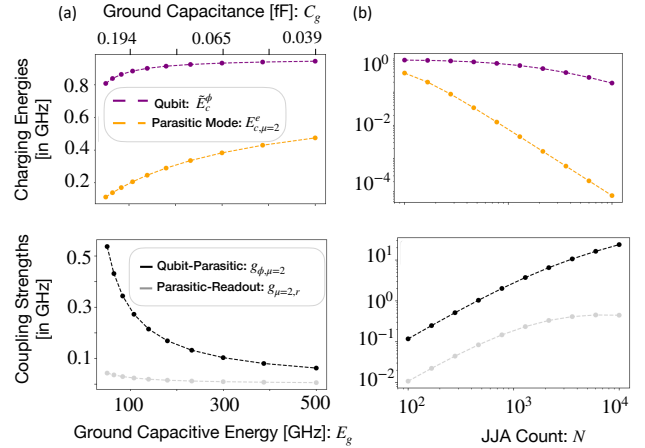 (a) Ground Capacitance [fF]: C_g (b)
0.194 0.065 0.039
Charging Energies
[in GHz]
0.8
0.6
0.4
0.2
Qubit: Ẽ_c^ϕ
Parasitic Mode: E^e_{c,μ=2}
10^0
10^-2
10^-4
Coupling Strengths
[in GHz]
0.5
0.3
0.1
Qubit-Parasitic: g_{ϕ,μ=2}
Parasitic-Readout: g_{μ=2,r}
10^1
10^0
10^-1
10^-2
100 300 500
Ground Capacitive Energy [GHz]: E_g
10^2 10^3 10^4
JJA Count: N